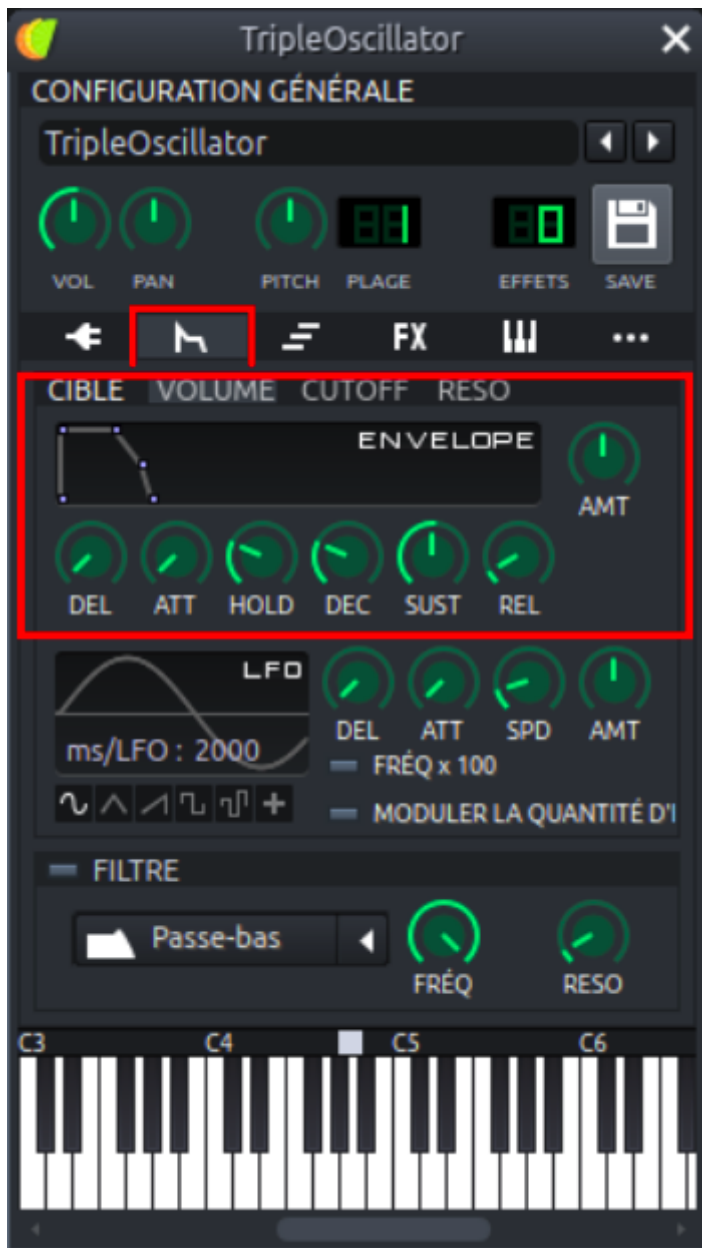 TripleOscillator
CONFIGURATION GÉNÉRALE
TripleOscillator
1 0
VOL PAN PITCH PLAGE EFFETS SAVE
FX
CIBLE VOLUME CUTOFF RESO
ENVELOPE
AMT
DEL ATT HOLD DEC SUST REL
LFO
ms/LFO : 2000
DEL ATT SPD AMT
FRÉQ x 100
MODULER LA QUANTITÉ D'I
FILTRE
Passe-bas
FRÉQ RESO
C3 C4 C5 C6